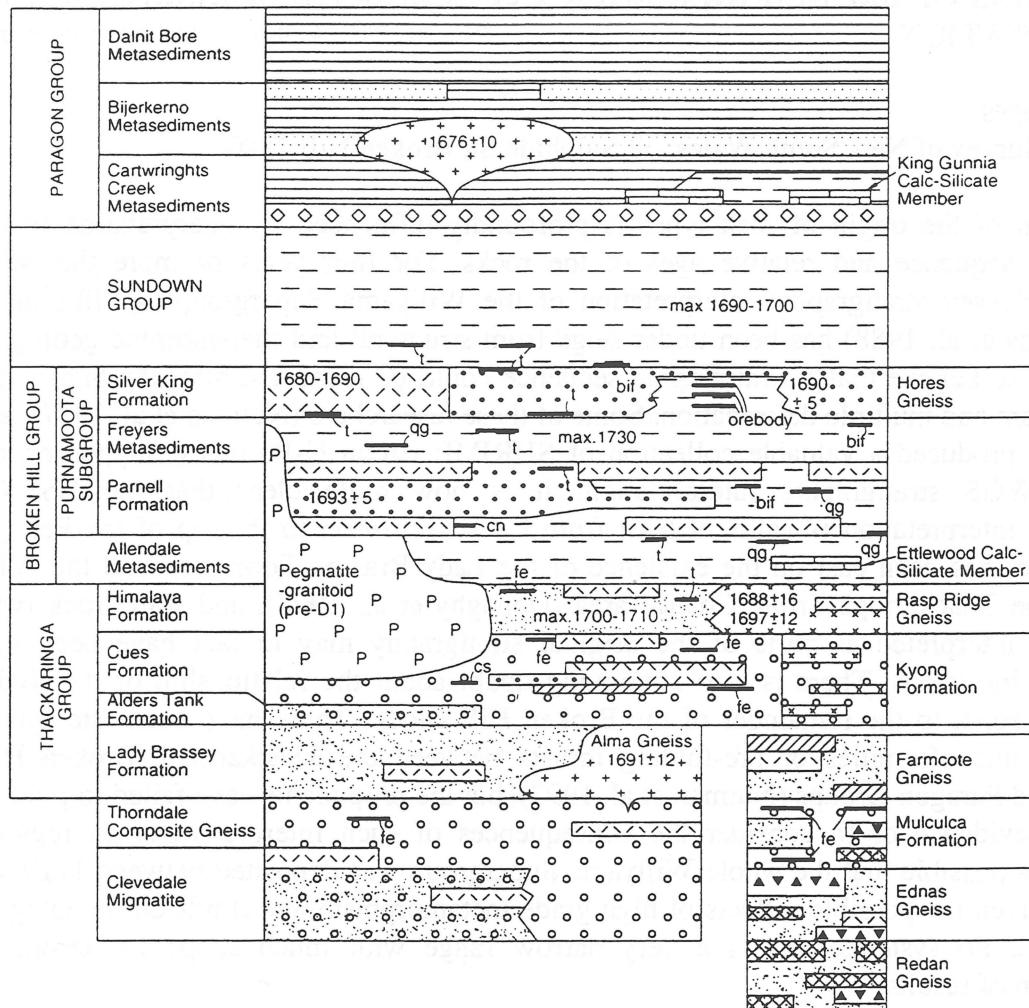 PARAGON GROUP
Dalnit Bore
Metasediments
Bijerkerno
Metasediments
1676±10
Cartwringhts
Creek
Metasediments
King Gunnia
Calc-Silicate
Member
SUNDOWN
GROUP
max 1690-1700
t
t
t
BROKEN HILL GROUP
PURNAMOOTA
SUBGROUP
Silver King
Formation
1680-1690
bif
t
1690
± 5
Hores
Gneiss
orebody
Freyers
Metasediments
t
qg
P
max.1730
bif
Parnell
Formation
P
1693±5
bif
qg
cn
Allendale
Metasediments
P
P
P
fe
t
qg
qg
Ettlewood Calc-
Silicate Member
Pegmatite
-granitoid
(pre-D1)
P
P
THACKARINGA
GROUP
Himalaya
Formation
P
P
P
P
fe
max.1700-1710
1688±16
1697±12
Rasp Ridge
Gneiss
Cues
Formation
P
P
P
cs
fe
fe
Kyong
Formation
Alders Tank
Formation
Lady Brassey
Formation
Alma Gneiss
1691±12
Farmcote
Gneiss
Thorndale
Composite Gneiss
fe
fe
Mulculca
Formation
Clevedale
Migmatite
Ednas
Gneiss
Redan
Gneiss